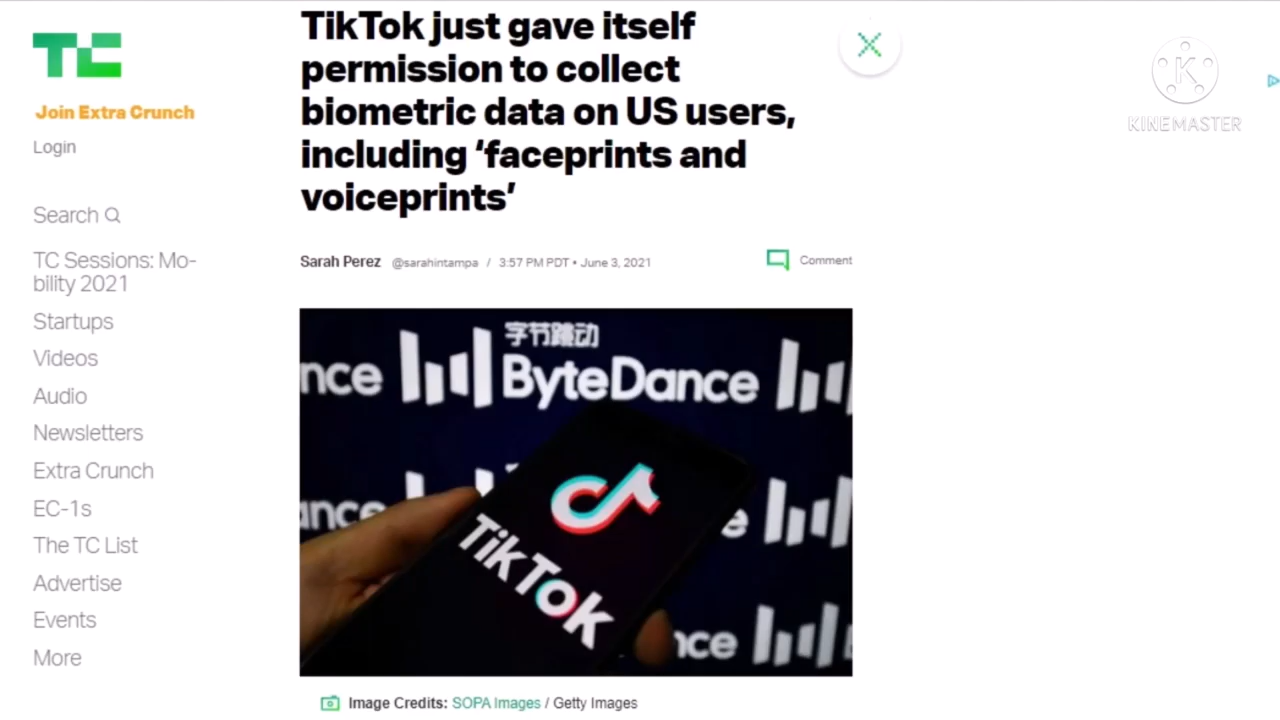 TC
Join Extra Crunch
Login
Search
TC Sessions: Mo-
bility 2021
Startups
Videos
Audio
Newsletters
Extra Crunch
EC-1s
The TC List
Advertise
Events
More
TikTok just gave itself
permission to collect
biometric data on US users,
including ‘faceprints and
voiceprints’
Sarah Perez @sarahintampa / 3:57 PM PDT • June 3, 2021
Comment
字节跳动
nce ByteDance
ance e
TikTok
nce
Image Credits: SOPA Images / Getty Images
K
KINEMASTER